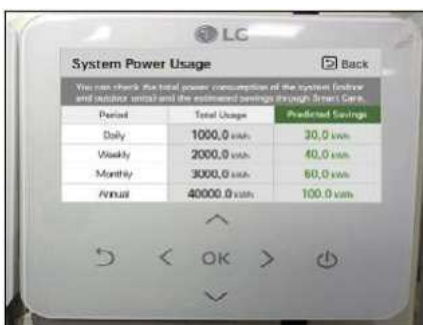 LG
System Power Usage Back
You can check the total power consumption of the system (indoor
and outdoor units) and the estimated savings through Smart Care.
Period Total Usage Predicted Savings
Daily 1000.0 kWh 30.0 kWh
Weekly 2000.0 kWh 40.0 kWh
Monthly 3000.0 kWh 60.0 kWh
Annual 40000.0 kWh 100.0 kWh
OK